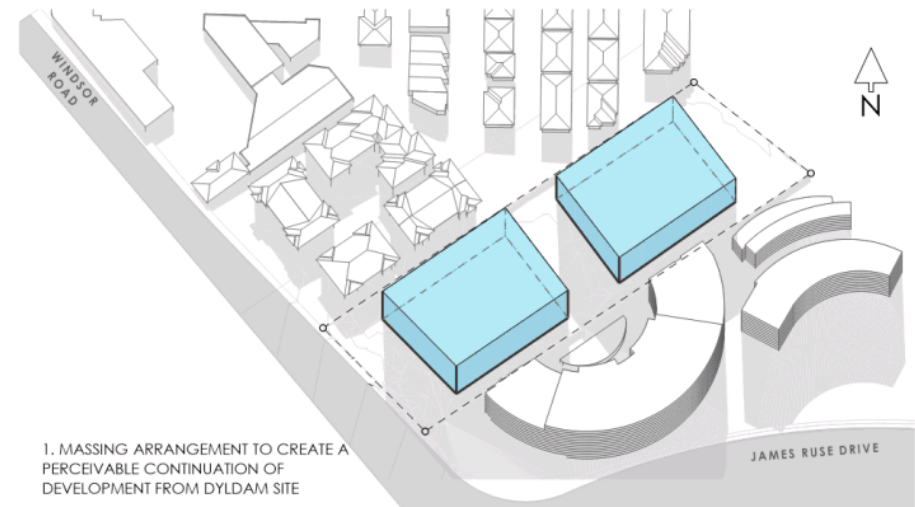 WINDSOR
ROAD
N
1. MASSING ARRANGEMENT TO CREATE A
PERCEIVABLE CONTINUATION OF
DEVELOPMENT FROM DYLDAM SITE
JAMES RUSE DRIVE